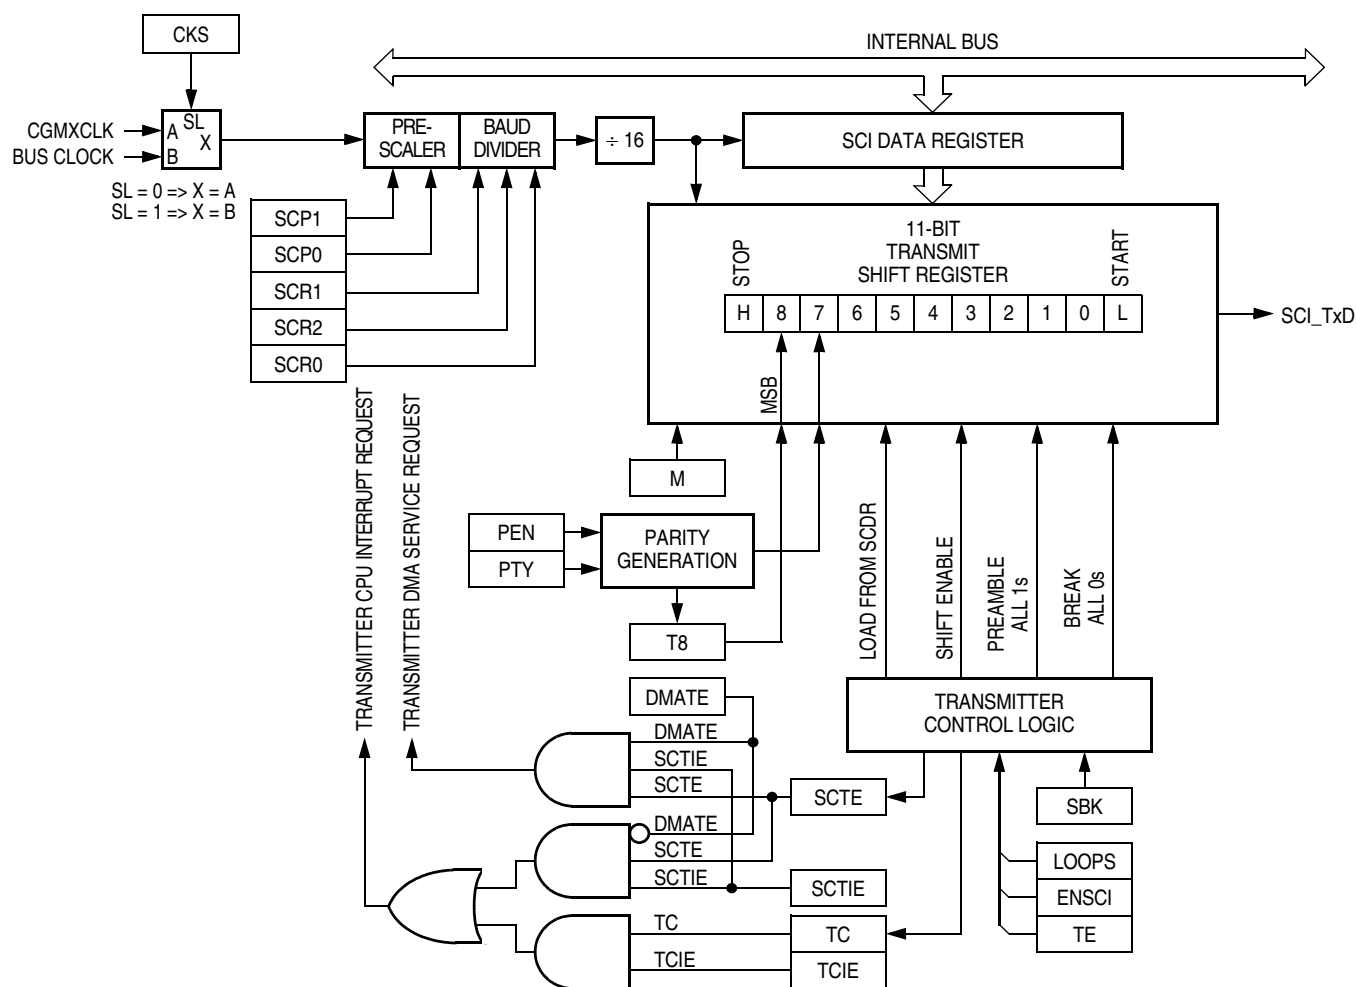 CKS
INTERNAL BUS
CGMXCLK
BUS CLOCK
A
SL
X
B
SL = 0 => X = A
SL = 1 => X = B
PRE-
SCALER
BAUD
DIVIDER
÷ 16
SCI DATA REGISTER
SCP1
SCP0
SCR1
SCR2
SCR0
11-BIT
TRANSMIT
SHIFT REGISTER
STOP
START
H 8 7 6 5 4 3 2 1 0 L
SCI_TxD
MSB
TRANSMITTER CPU INTERRUPT REQUEST
TRANSMITTER DMA SERVICE REQUEST
M
PEN
PTY
PARITY
GENERATION
T8
LOAD FROM SCDR
SHIFT ENABLE
PREAMBLE
ALL 1s
BREAK
ALL 0s
DMATE
TRANSMITTER
CONTROL LOGIC
DMATE
SCTIE
SCTE
SCTE
SBK
DMATE
SCTE
SCTIE
SCTIE
LOOPS
ENSCI
TE
TC
TC
TCIE
TCIE